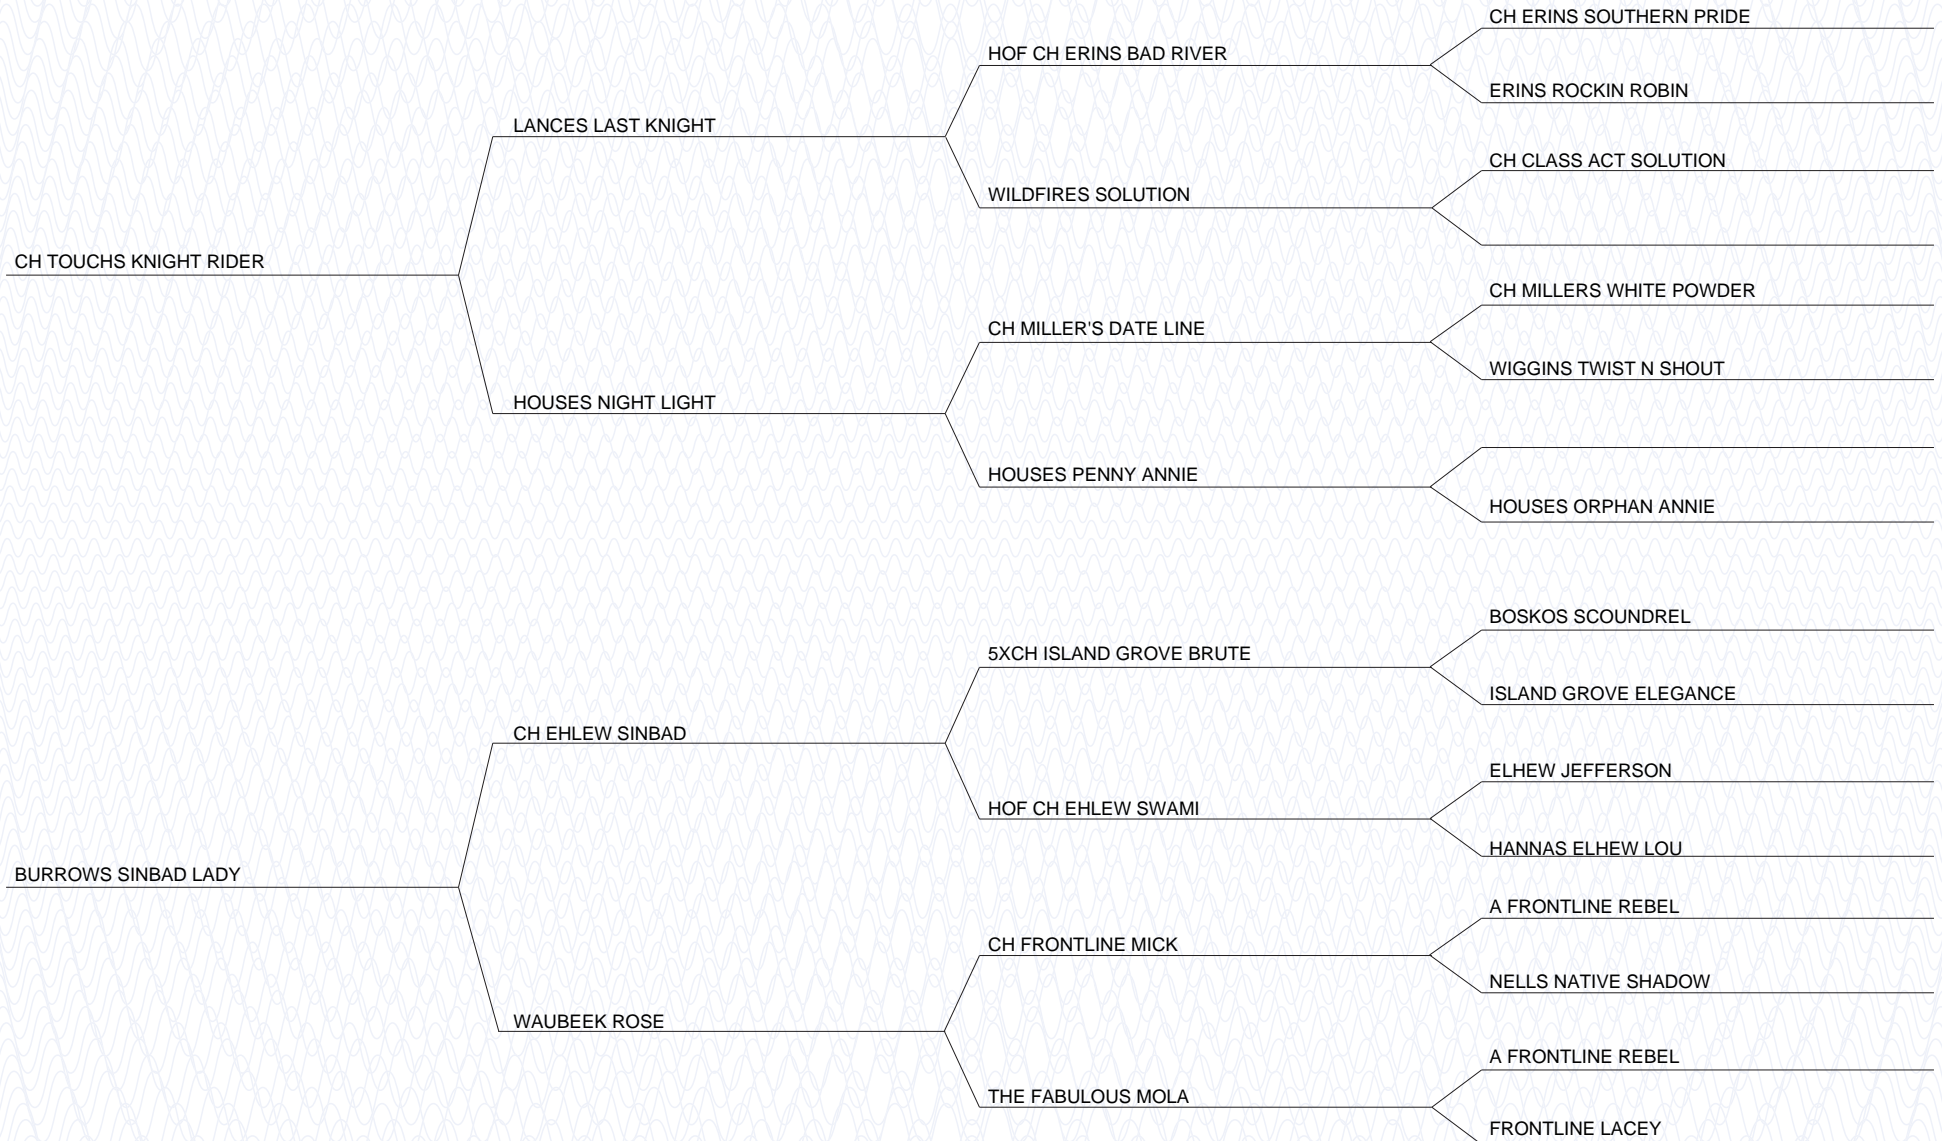 CH ERINS SOUTHERN PRIDE
HOF CH ERINS BAD RIVER
ERINS ROCKIN ROBIN
LANCES LAST KNIGHT
CH CLASS ACT SOLUTION
WILDFIRES SOLUTION
CH TOUCHS KNIGHT RIDER
CH MILLERS WHITE POWDER
CH MILLER'S DATE LINE
WIGGINS TWIST N SHOUT
HOUSES NIGHT LIGHT
HOUSES PENNY ANNIE
HOUSES ORPHAN ANNIE
BOSKOS SCOUNDREL
5XCH ISLAND GROVE BRUTE
ISLAND GROVE ELEGANCE
CH EHLEW SINBAD
ELHEW JEFFERSON
HOF CH EHLEW SWAMI
HANNAS ELHEW LOU
BURROWS SINBAD LADY
A FRONTLINE REBEL
CH FRONTLINE MICK
NELLS NATIVE SHADOW
WAUBEEK ROSE
A FRONTLINE REBEL
THE FABULOUS MOLA
FRONTLINE LACEY